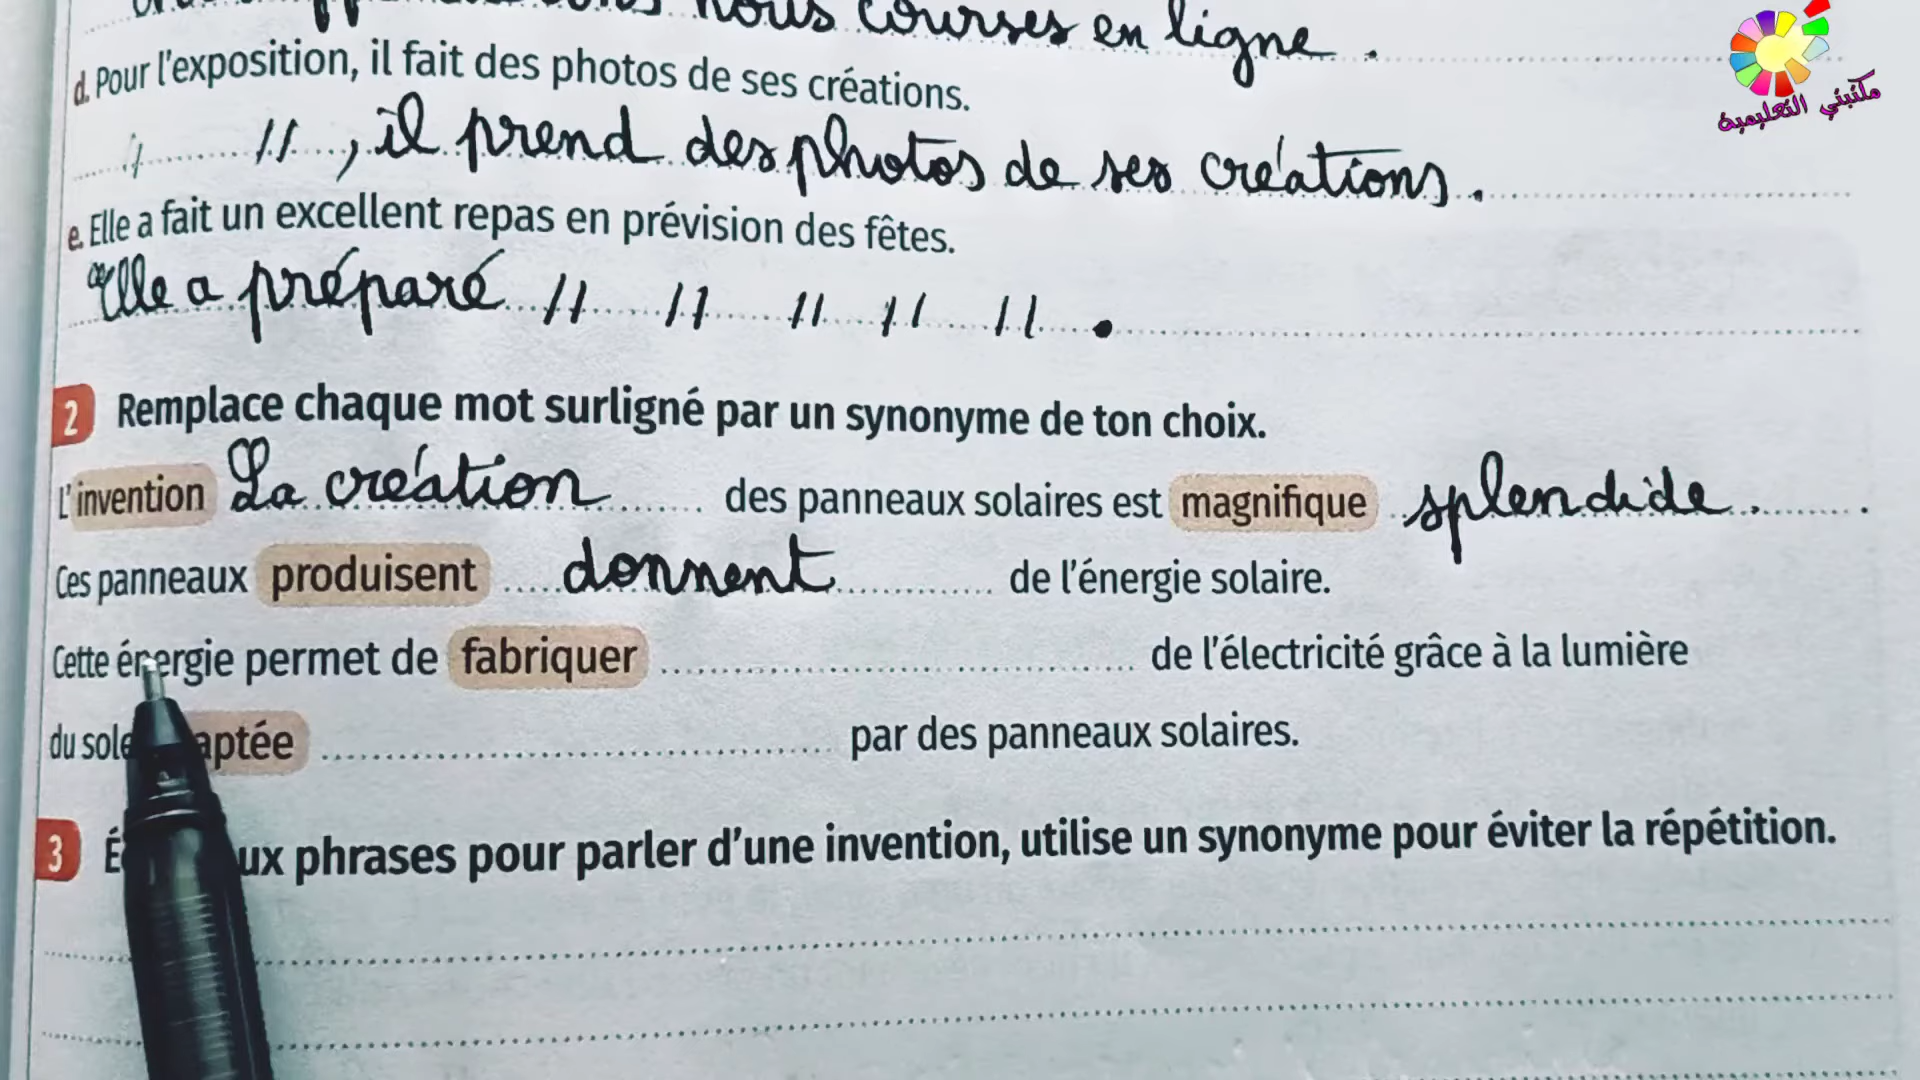 nous courses en ligne.
d. Pour l'exposition, il fait des photos de ses créations.
// , il prend des photos de ses créations.
e. Elle a fait un excellent repas en prévision des fêtes.
Elle a préparé // // // // // .
2 Remplace chaque mot surligné par un synonyme de ton choix.
L'invention La création des panneaux solaires est magnifique splendide.
Ces panneaux produisent donnent de l'énergie solaire.
Cette énergie permet de fabriquer de l'électricité grâce à la lumière
du par des panneaux solaires.
3 phrases pour parler d'une invention, utilise un synonyme pour éviter la répétition.
مكتبتي التعليمية